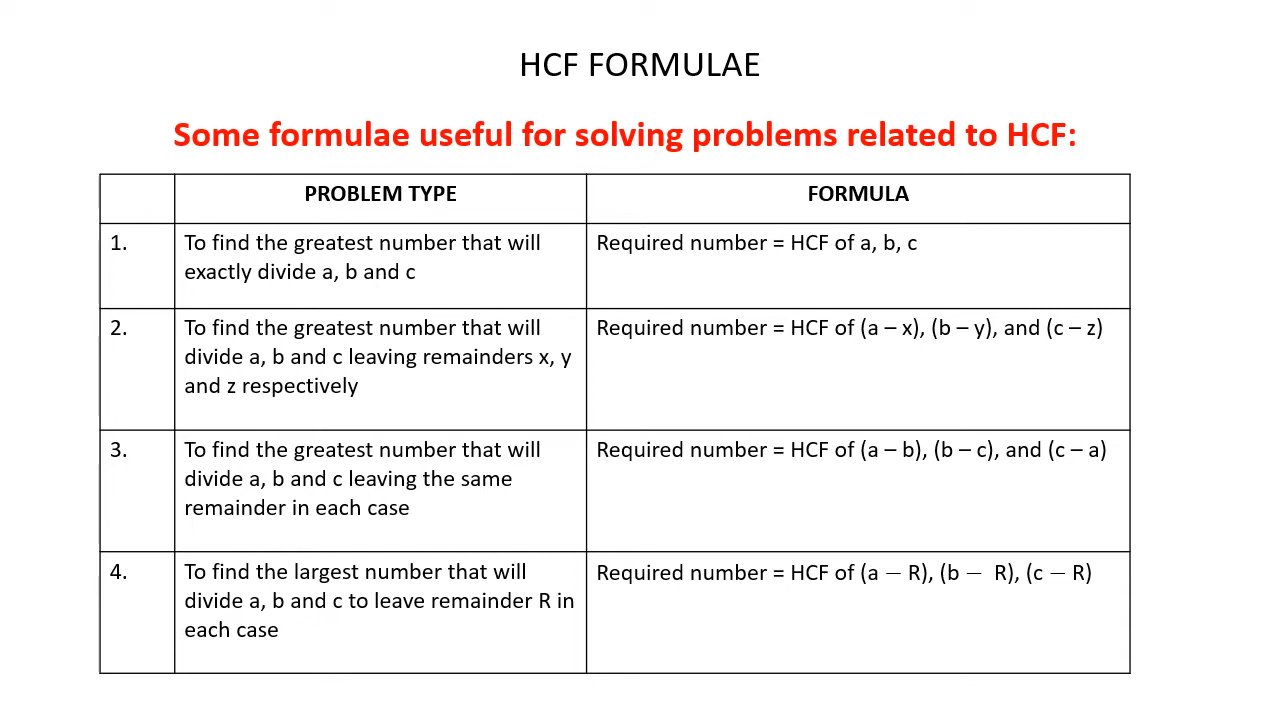 HCF FORMULAE
Some formulae useful for solving problems related to HCF:
PROBLEM TYPE
FORMULA
1.
To find the greatest number that will
exactly divide a, b and c
Required number = HCF of a, b, c
2.
To find the greatest number that will
divide a, b and c leaving remainders x, y
and z respectively
Required number = HCF of (a – x), (b – y), and (c – z)
3.
To find the greatest number that will
divide a, b and c leaving the same
remainder in each case
Required number = HCF of (a – b), (b – c), and (c – a)
4.
To find the largest number that will
divide a, b and c to leave remainder R in
each case
Required number = HCF of (a − R), (b − R), (c − R)